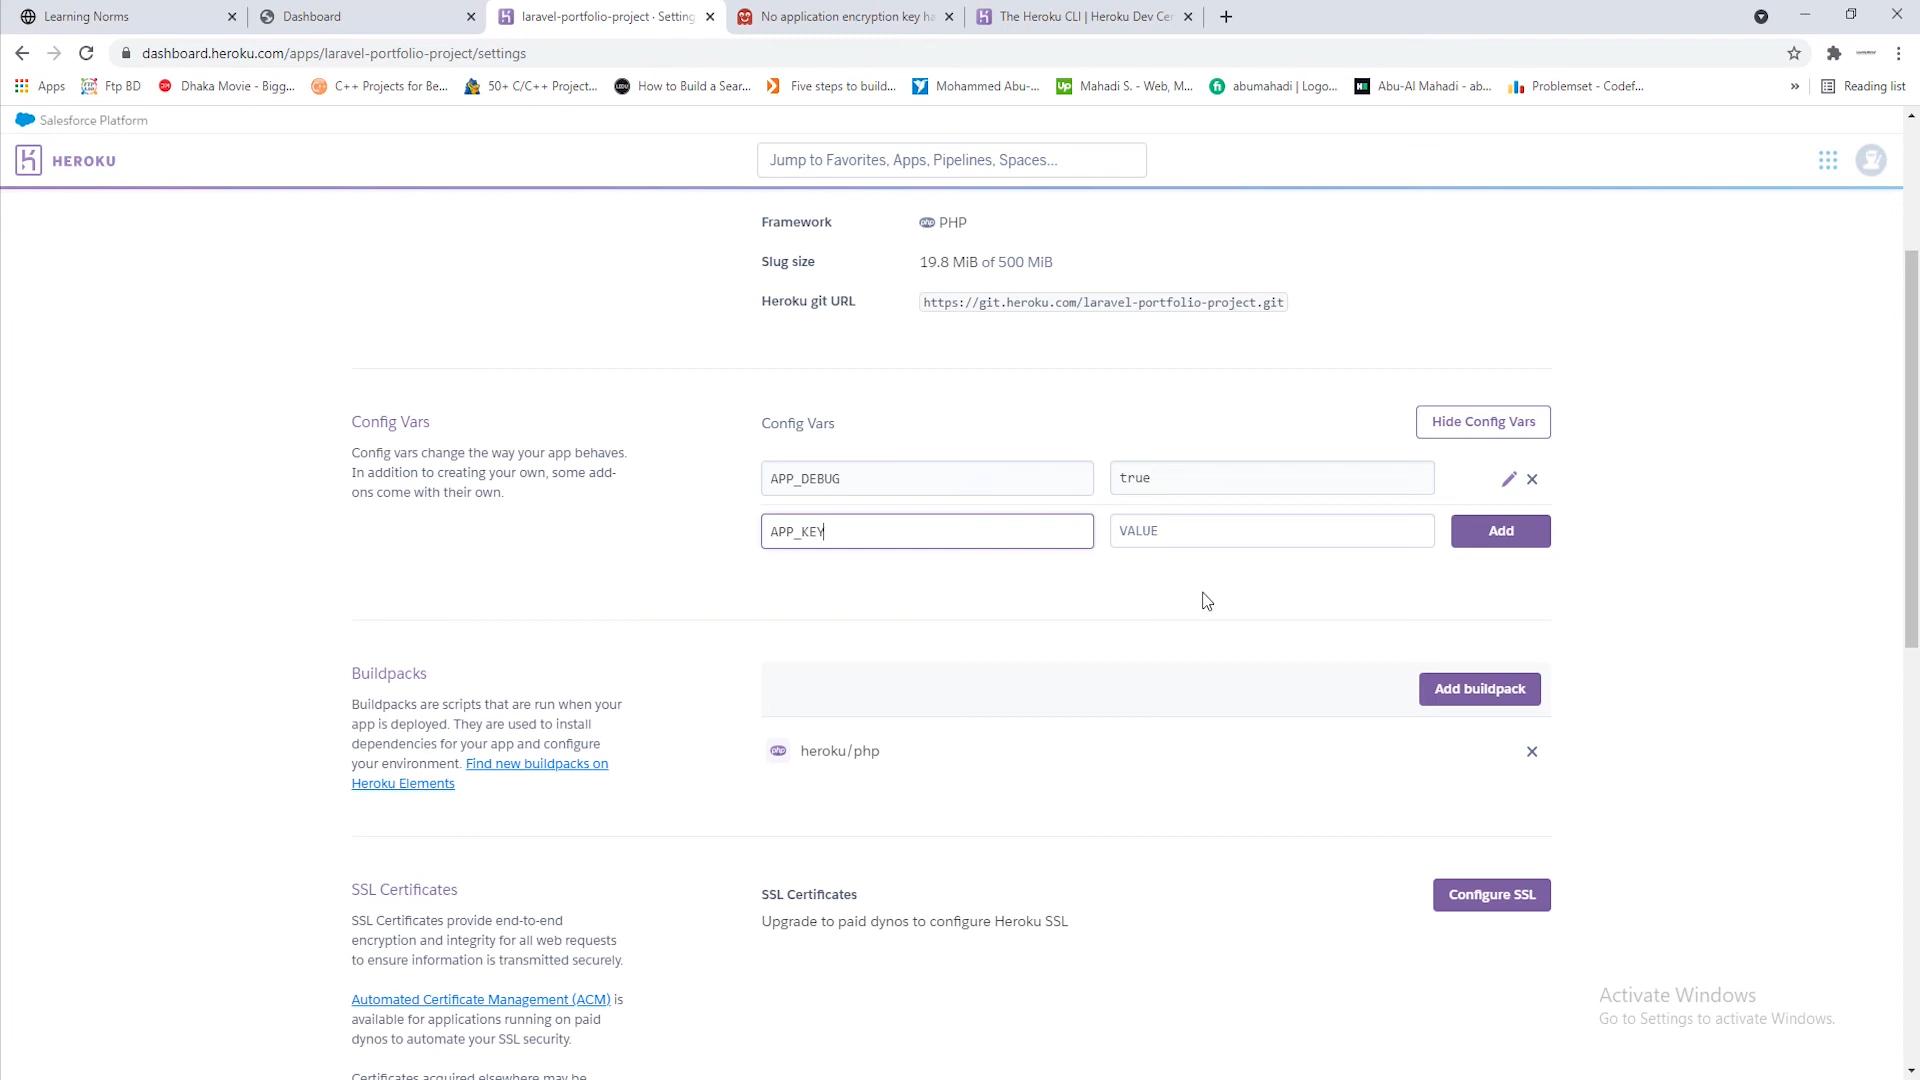 Learning Norms
Dashboard
laravel-portfolio-project · Setting
No application encryption key ha
The Heroku CLI | Heroku Dev Cer
dashboard.heroku.com/apps/laravel-portfolio-project/settings
Apps
Ftp BD
Dhaka Movie - Bigg...
C++ Projects for Be...
50+ C/C++ Project...
How to Build a Sear...
Five steps to build...
Mohammed Abu-...
Mahadi S. - Web, M...
abumahadi | Logo...
Abu-Al Mahadi - ab...
Problemset - Codef...
»
Reading list
Salesforce Platform
HEROKU
Jump to Favorites, Apps, Pipelines, Spaces...
Framework
php PHP
Slug size
19.8 MiB of 500 MiB
Heroku git URL
https://git.heroku.com/laravel-portfolio-project.git
Config Vars
Config vars change the way your app behaves.
In addition to creating your own, some add-
ons come with their own.
Config Vars
Hide Config Vars
APP_DEBUG
true
APP_KEY
VALUE
Add
Buildpacks
Buildpacks are scripts that are run when your
app is deployed. They are used to install
dependencies for your app and configure
your environment. Find new buildpacks on
Heroku Elements
Add buildpack
php heroku/php
SSL Certificates
SSL Certificates provide end-to-end
encryption and integrity for all web requests
to ensure information is transmitted securely.
Automated Certificate Management (ACM) is
available for applications running on paid
dynos to automate your SSL security.
Certificates acquired elsewhere may be
SSL Certificates
Upgrade to paid dynos to configure Heroku SSL
Configure SSL
Activate Windows
Go to Settings to activate Windows.